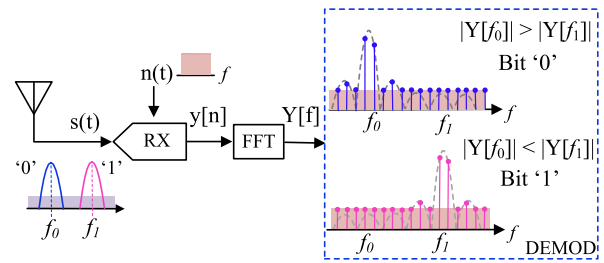 n(t)
f
s(t)
RX
y[n]
FFT
Y[f]
'0'
'1'
f0
f1
|Y[f0]| > |Y[f1]|
Bit '0'
f0
f1
f
|Y[f0]| < |Y[f1]|
Bit '1'
f0
f1
f
DEMOD